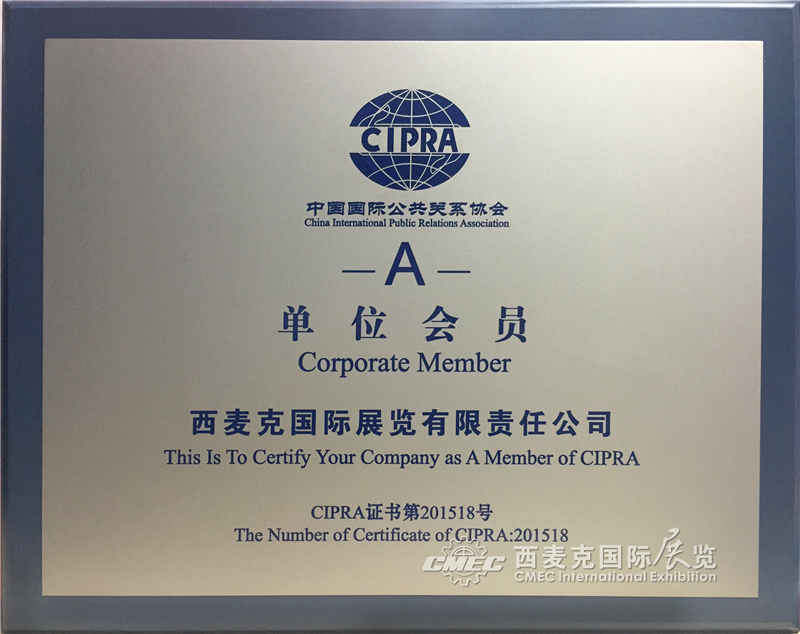 CIPRA
中国国际公共关系协会
China International Public Relations Association
—A—
单位会员
Corporate Member
西麦克国际展览有限责任公司
This Is To Certify Your Company as A Member of CIPRA
CIPRA证书第201518号
The Number of Certificate of CIPRA:201518
CMEC 西麦克国际展览
CMEC International Exhibition